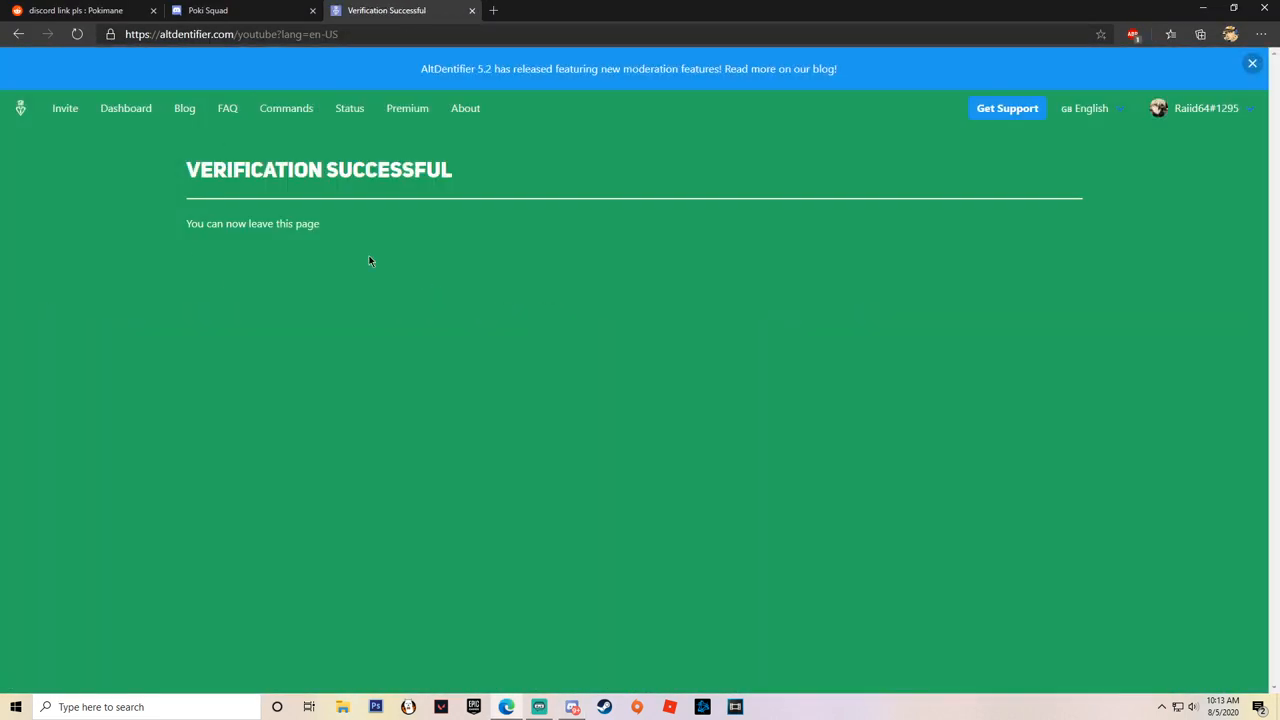 discord link pls : Pokimane
Poki Squad
Verification Successful
https://altdentifier.com/youtube?lang=en-US
AltDentifier 5.2 has released featuring new moderation features! Read more on our blog!
Invite
Dashboard
Blog
FAQ
Commands
Status
Premium
About
Get Support
GB English
Raiid64#1295
VERIFICATION SUCCESSFUL
You can now leave this page
Type here to search
10:13 AM
8/5/2020